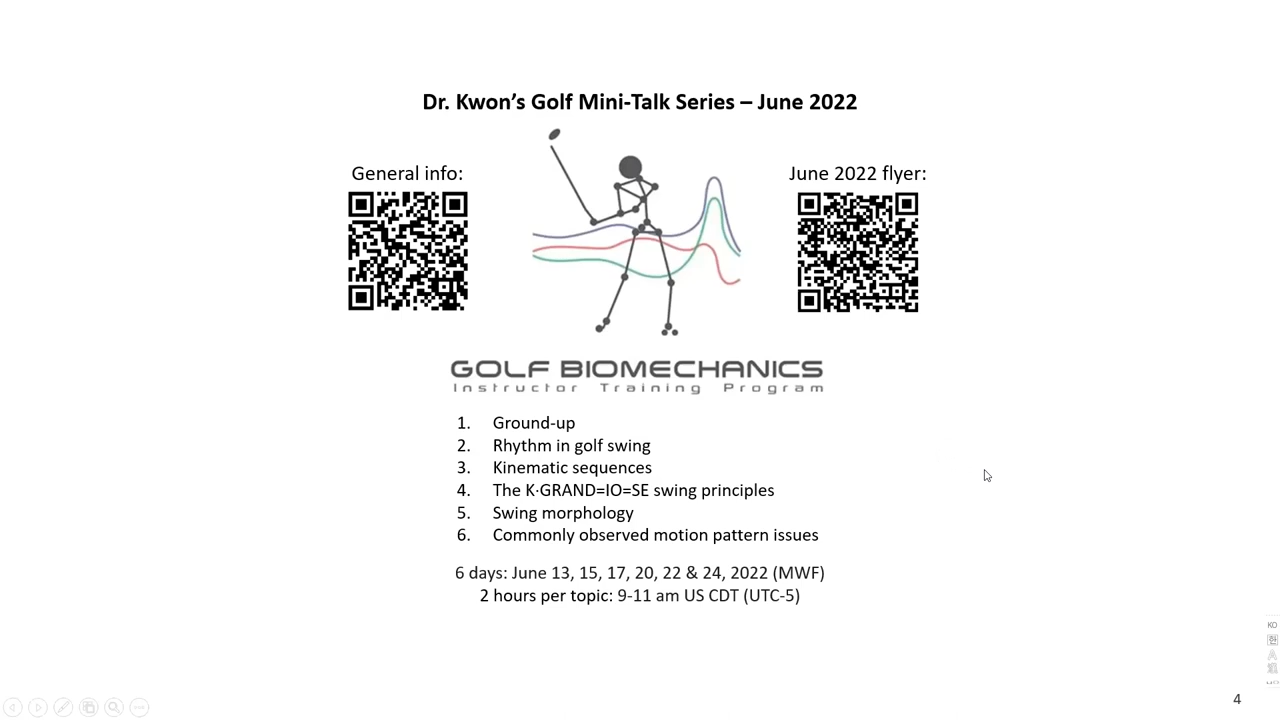 Dr. Kwon's Golf Mini-Talk Series – June 2022
General info:
June 2022 flyer:
GOLF BIOMECHANICS
Instructor Training Program
1. Ground-up
2. Rhythm in golf swing
3. Kinematic sequences
4. The K·GRAND=IO=SE swing principles
5. Swing morphology
6. Commonly observed motion pattern issues
6 days: June 13, 15, 17, 20, 22 & 24, 2022 (MWF)
2 hours per topic: 9-11 am US CDT (UTC-5)
KO
한
A
4